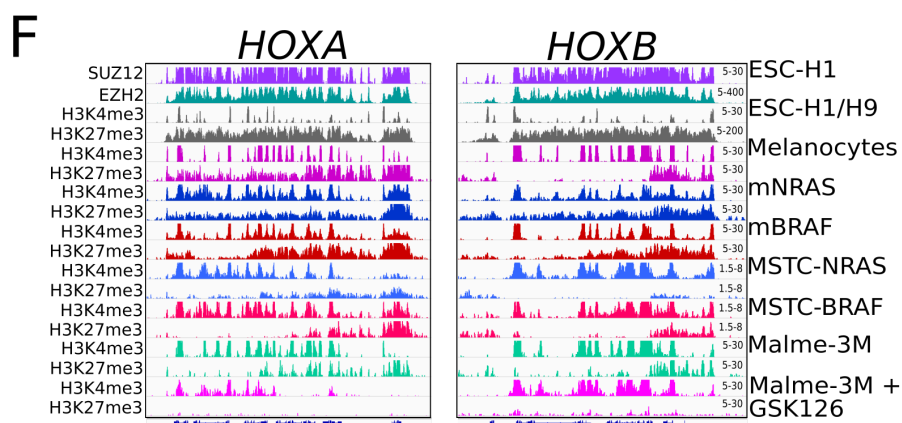 F
HOXA HOXB
SUZ12 5-30 ESC-H1
EZH2 5-400
H3K4me3 5-30 ESC-H1/H9
H3K27me3 5-200
H3K4me3 5-30 Melanocytes
H3K27me3 5-30
H3K4me3 5-30 mNRAS
H3K27me3 5-30
H3K4me3 5-30 mBRAF
H3K27me3 5-30
H3K4me3 1.5-8 MSTC-NRAS
H3K27me3 1.5-8
H3K4me3 1.5-8 MSTC-BRAF
H3K27me3 1.5-8
H3K4me3 5-30 Malme-3M
H3K27me3 5-30
H3K4me3 5-30 Malme-3M +
H3K27me3 5-30 GSK126